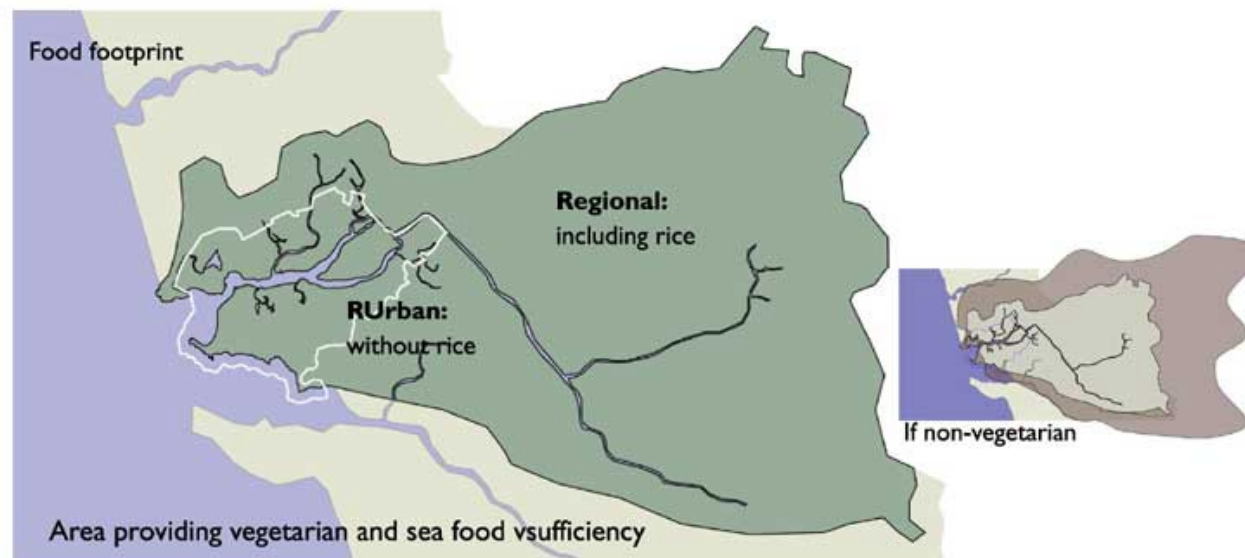 Food footprint
Regional:
including rice
RUrban:
without rice
If non-vegetarian
Area providing vegetarian and sea food vsufficiency